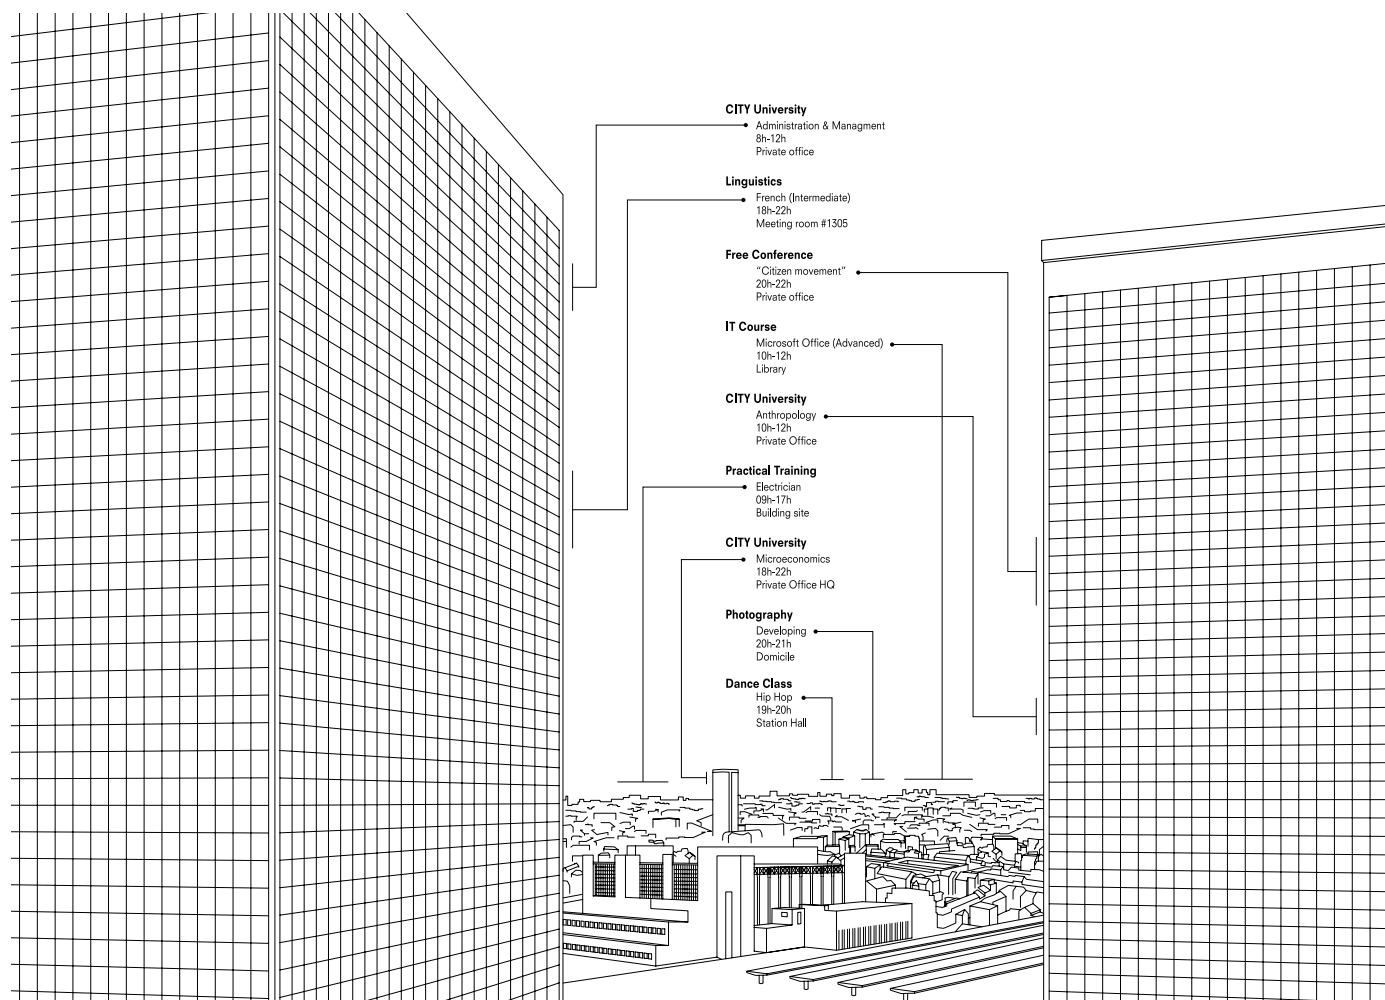 CITY University
Administration & Managment
8h-12h
Private office
Linguistics
French (Intermediate)
18h-22h
Meeting room #1305
Free Conference
“Citizen movement”
20h-22h
Private office
IT Course
Microsoft Office (Advanced)
10h-12h
Library
CITY University
Anthropology
10h-12h
Private Office
Practical Training
Electrician
09h-17h
Building site
CITY University
Microeconomics
18h-22h
Private Office HQ
Photography
Developing
20h-21h
Domicile
Dance Class
Hip Hop
19h-20h
Station Hall